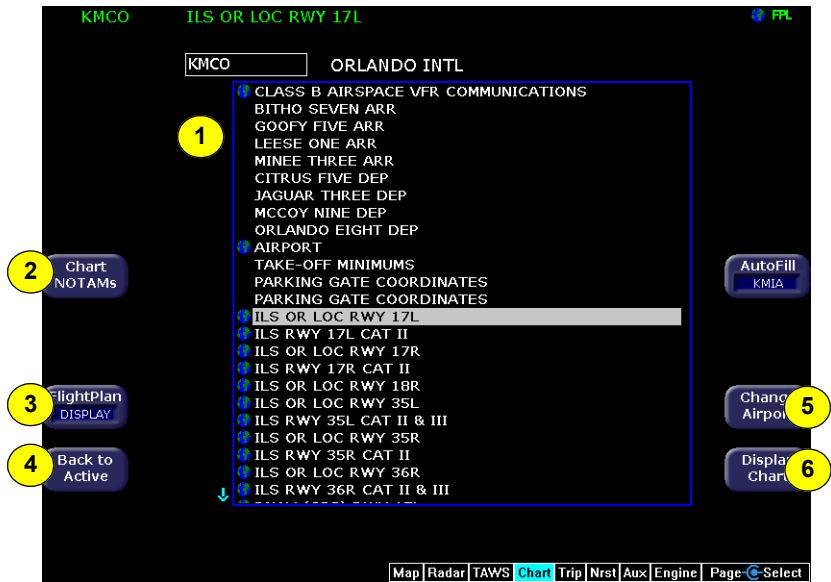 KMCO ILS OR LOC RWY 17L FPL
KMCO ORLANDO INTL
CLASS B AIRSPACE VFR COMMUNICATIONS
BITHO SEVEN ARR
1
GOOFY FIVE ARR
LEESE ONE ARR
MINEE THREE ARR
CITRUS FIVE DEP
JAGUAR THREE DEP
MCCOY NINE DEP
ORLANDO EIGHT DEP
AIRPORT
TAKE-OFF MINIMUMS
PARKING GATE COORDINATES
PARKING GATE COORDINATES
ILS OR LOC RWY 17L
ILS RWY 17L CAT II
ILS OR LOC RWY 17R
ILS RWY 17R CAT II
ILS OR LOC RWY 18R
ILS OR LOC RWY 35L
ILS RWY 35L CAT II & III
ILS OR LOC RWY 35R
ILS RWY 35R CAT II
ILS OR LOC RWY 36R
ILS RWY 36R CAT II & III
2
Chart
NOTAMs
3
FlightPlan
DISPLAY
4
Back to
Active
AutoFill
KMIA
Change
Airport
5
Display
Chart
6
Map Radar TAWS Chart Trip Nrst Aux Engine Page Select